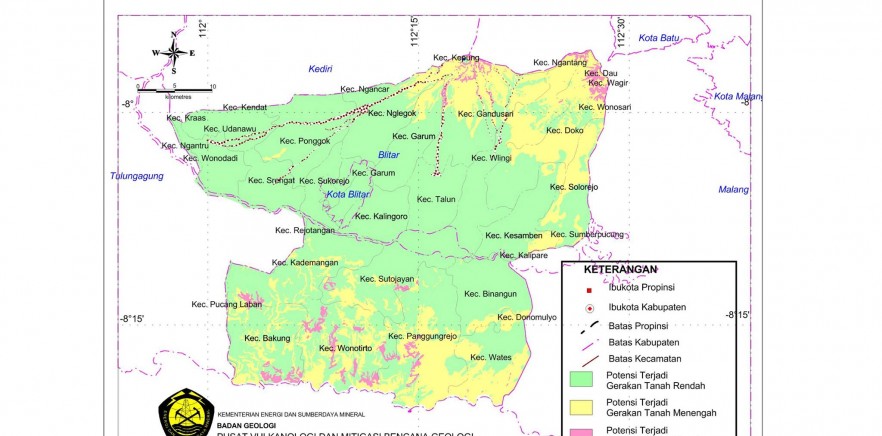 112°
112°15'
112°30'
Kota Batu
Kec. Kepung
Kec. Ngantang
Kediri
Kec. Dau
Kec. Wagir
N
W
E
S
0
5
10
kilometres
Kec. Ngancar
Kota Malang
-8°
Kec. Kendat
Kec. Wonosari
Kec. Kraas
Kec. Nglegok
Kec. Gandusari
Kec. Udanawu
Kec. Garum
Kec. Doko
Kec. Ponggok
Kec. Ngantru
Kec. Wonodadi
Blitar
Kec. Wlingi
Tulungagung
Kec. Garum
Kec. Srengat
Kec. Sukorejo
Kec. Solorejo
Malang
Kota Blitar
Kec. Talun
Kec. Kalingoro
Kec. Rejotangan
Kec. Kesamben
Kec. Sumberpucung
Kec. Kalipare
Kec. Kademangan
Kec. Sutojayan
Kec. Binangun
Kec. Pucang Laban
Kec. Donomulyo
-8°15'
-8°15'
Kec. Bakung
Kec. Wonotirto
Kec. Panggungrejo
Kec. Wates
KETERANGAN
Ibukota Propinsi
Ibukota Kabupaten
Batas Propinsi
Batas Kabupaten
Batas Kecamatan
Potensi Terjadi
Gerakan Tanah Rendah
Potensi Terjadi
Gerakan Tanah Menengah
Potensi Terjadi
KEMENTERIAN ENERGI DAN SUMBERDAYA MINERAL
BADAN GEOLOGI
PUSAT VULKANOLOGI DAN MITIGASI BENCANA GEOLOGI